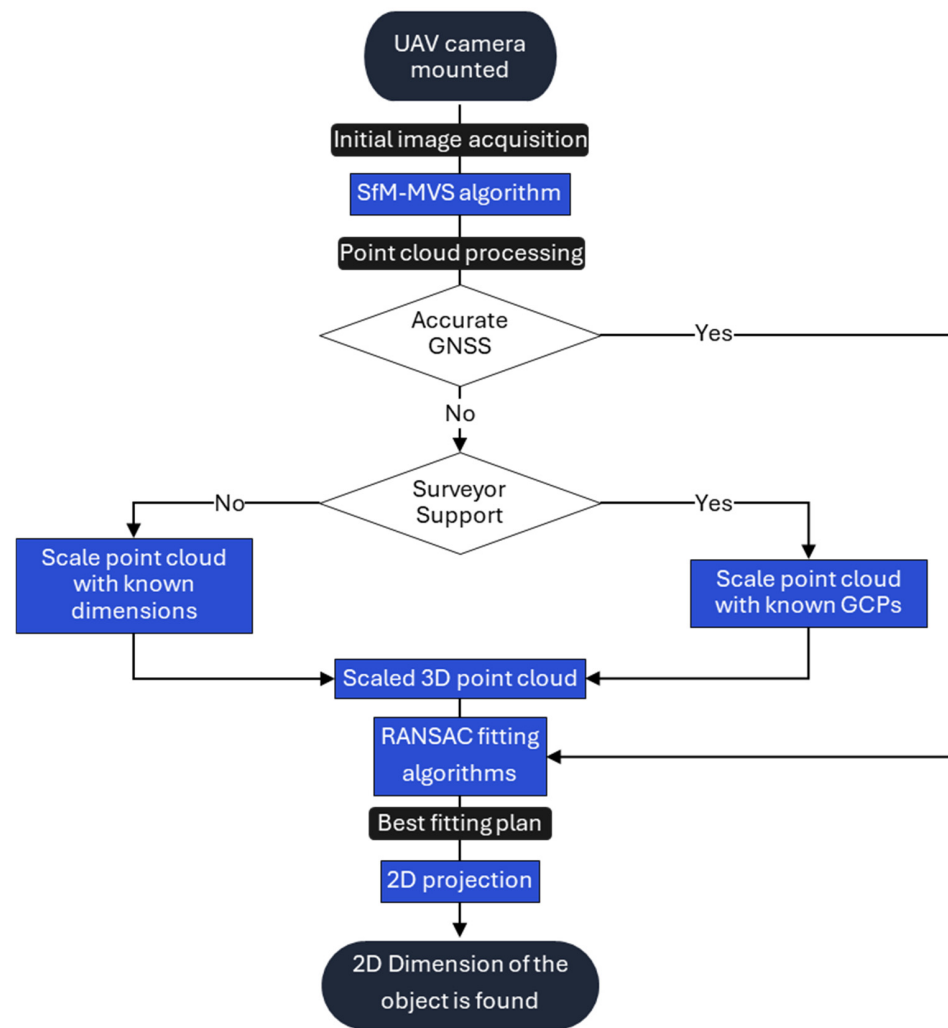 UAV camera
mounted
Initial image acquisition
SfM-MVS algorithm
Point cloud processing
Accurate
GNSS
Yes
No
Surveyor
Support
No
Yes
Scale point cloud
with known
dimensions
Scale point cloud
with known GCPs
Scaled 3D point cloud
RANSAC fitting
algorithms
Best fitting plan
2D projection
2D Dimension of the
object is found